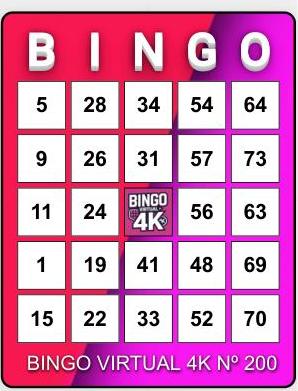 B I N G O
5 28 34 54 64
9 26 31 57 73
11 24 BINGO VIRTUAL 4K 56 63
1 19 41 48 69
15 22 33 52 70
BINGO VIRTUAL 4K Nº 200